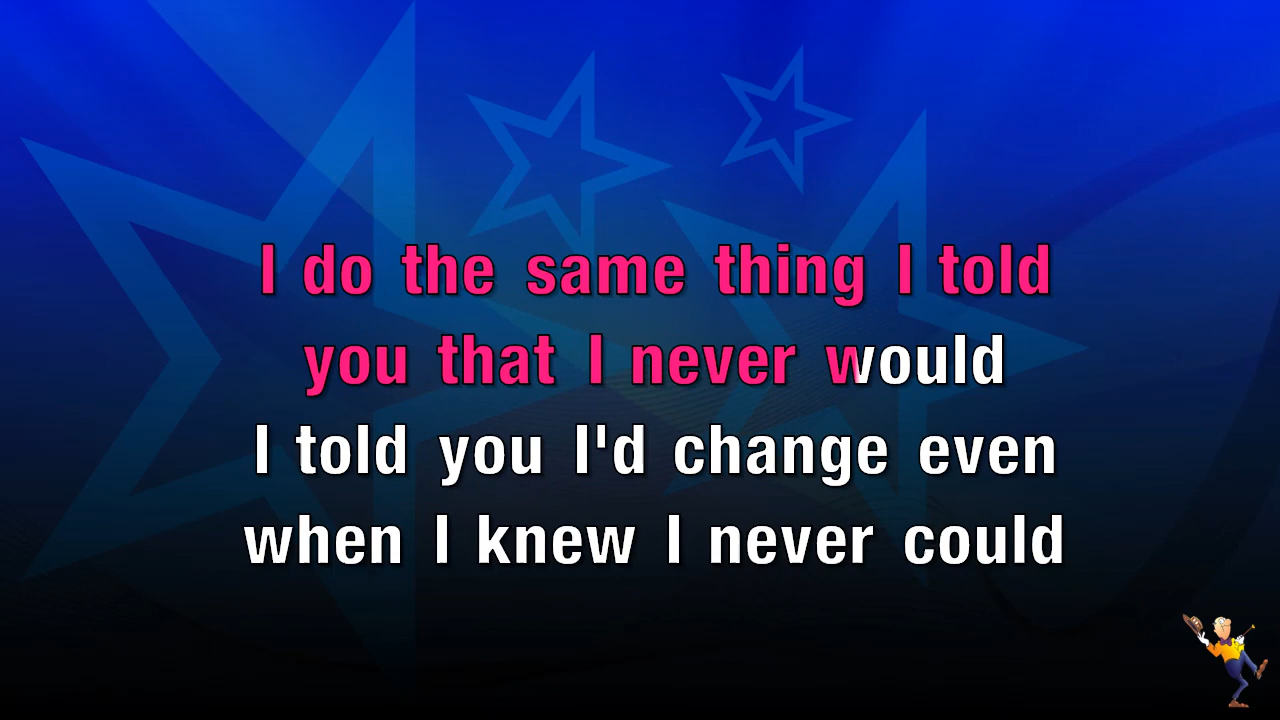 I do the same thing I told
you that I never would
I told you I'd change even
when I knew I never could